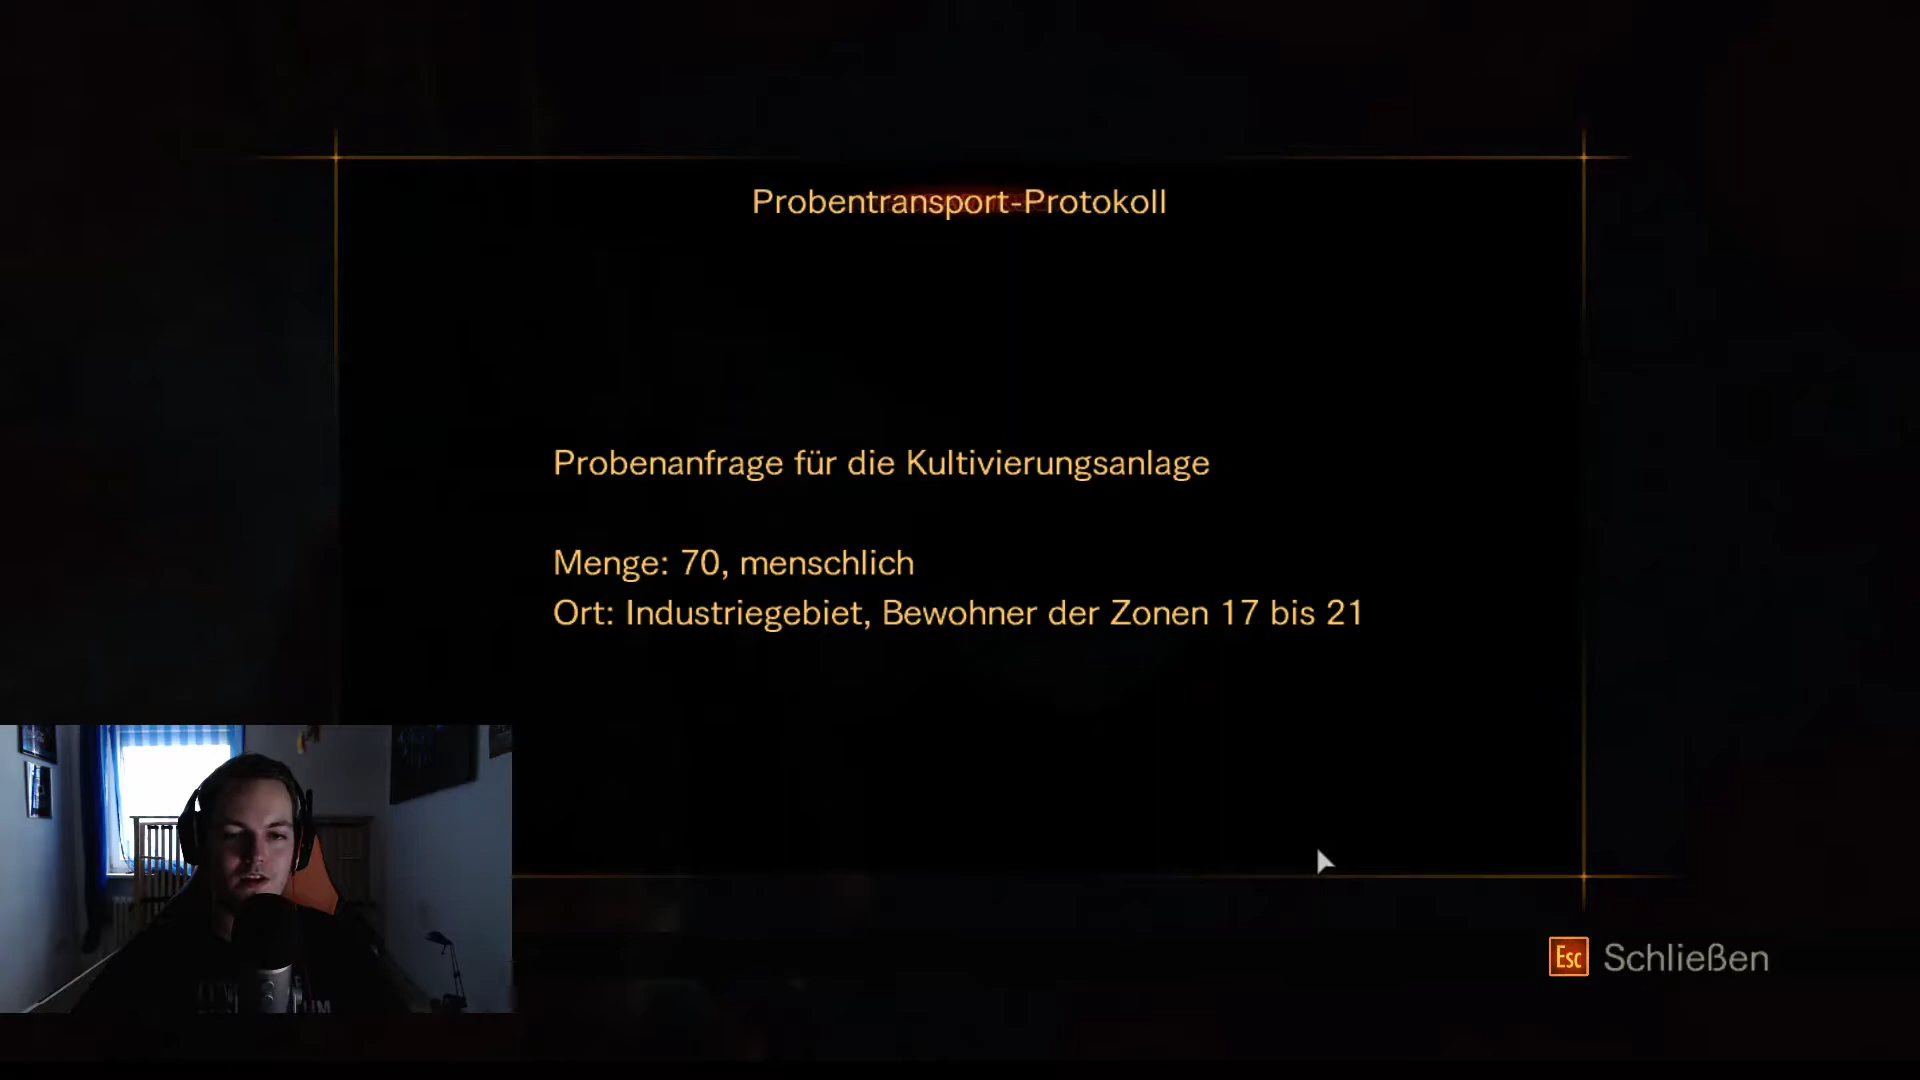 Probentransport-Protokoll
Probenanfrage für die Kultivierungsanlage
Menge: 70, menschlich
Ort: Industriegebiet, Bewohner der Zonen 17 bis 21
Esc Schließen